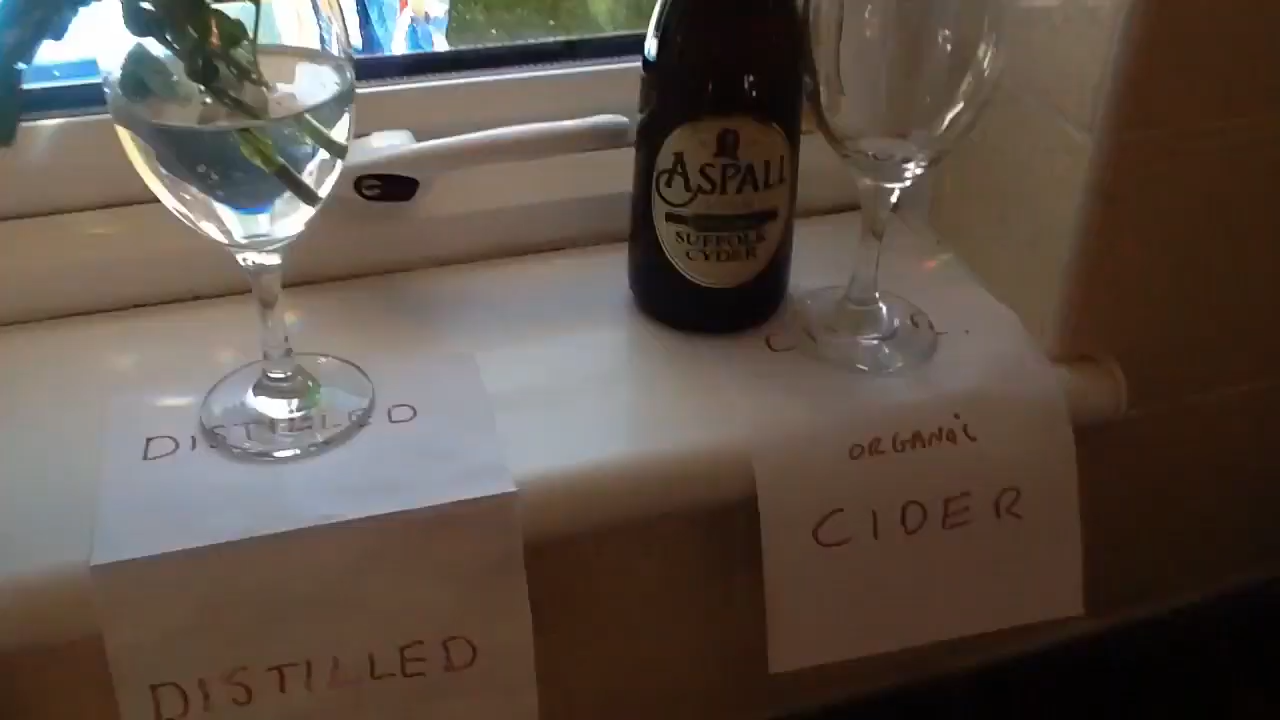 ASPALL
SUFFOLK
CYDER
DISTILLED
ORGANiC
CIDER
DISTILLED